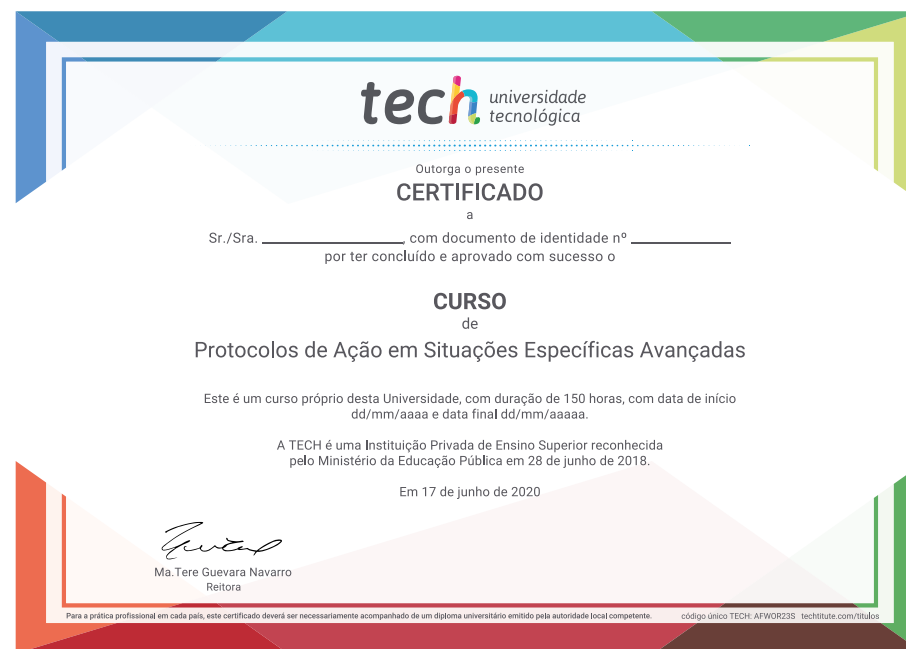 tech universidade
tecnológica
Outorga o presente
CERTIFICADO
a
Sr./Sra. ____________, com documento de identidade nº ____________
por ter concluído e aprovado com sucesso o
CURSO
de
Protocolos de Ação em Situações Específicas Avançadas
Este é um curso próprio desta Universidade, com duração de 150 horas, com data de início
dd/mm/aaaa e data final dd/mm/aaaaa.
A TECH é uma Instituição Privada de Ensino Superior reconhecida
pelo Ministério da Educação Pública em 28 de junho de 2018.
Em 17 de junho de 2020
Ma.Tere Guevara Navarro
Reitora
Para a prática profissional em cada país, este certificado deverá ser necessariamente acompanhado de um diploma universitário emitido pela autoridade local competente. código único TECH: AFWOR23S techtitute.com/titulos